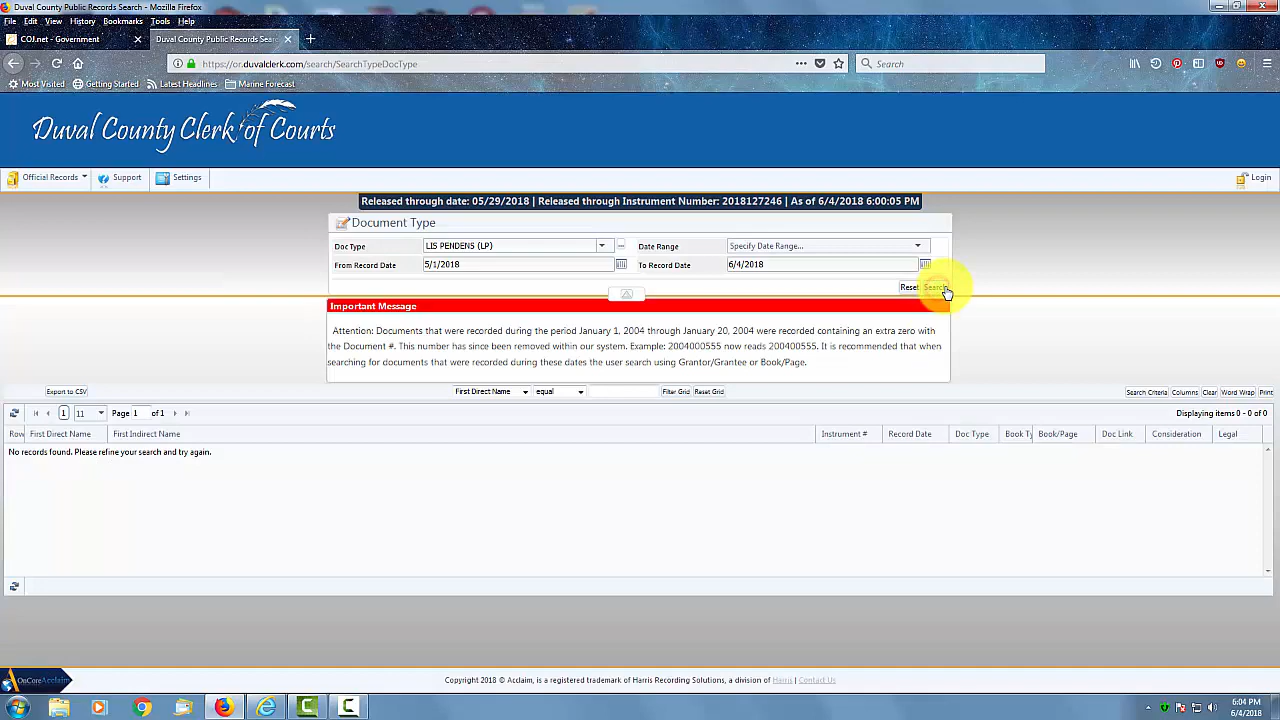 Duval County Public Records Search - Mozilla Firefox
File Edit View History Bookmarks Tools Help
COJ.net - Government
Duval County Public Records Sear
https://or.duvalclerk.com/search/SearchTypeDocType
Search
Most Visited Getting Started Latest Headlines Marine Forecast
Duval County Clerk of Courts
Official Records Support Settings Login
Released through date: 05/29/2018 | Released through Instrument Number: 2018127246 | As of 6/4/2018 6:00:05 PM
Document Type
Doc Type LIS PENDENS (LP) Date Range Specify Date Range...
From Record Date 5/1/2018 To Record Date 6/4/2018
Reset Search
Important Message
Attention: Documents that were recorded during the period January 1, 2004 through January 20, 2004 were recorded containing an extra zero with
the Document #. This number has since been removed within our system. Example: 2004000555 now reads 200400555. It is recommended that when
searching for documents that were recorded during these dates the user search using Grantor/Grantee or Book/Page.
Export to CSV First Direct Name equal Filter Grid Reset Grid Search Criteria Columns Clear Word Wrap Print
1 11 Page 1 of 1 Displaying items 0 - 0 of 0
Row First Direct Name First Indirect Name Instrument # Record Date Doc Type Book Ty Book/Page Doc Link Consideration Legal
No records found. Please refine your search and try again.
OnCore Acclaim
Copyright 2018 © Acclaim, is a registered trademark of Harris Recording Solutions, a division of Harris | Contact Us
6:04 PM
6/4/2018